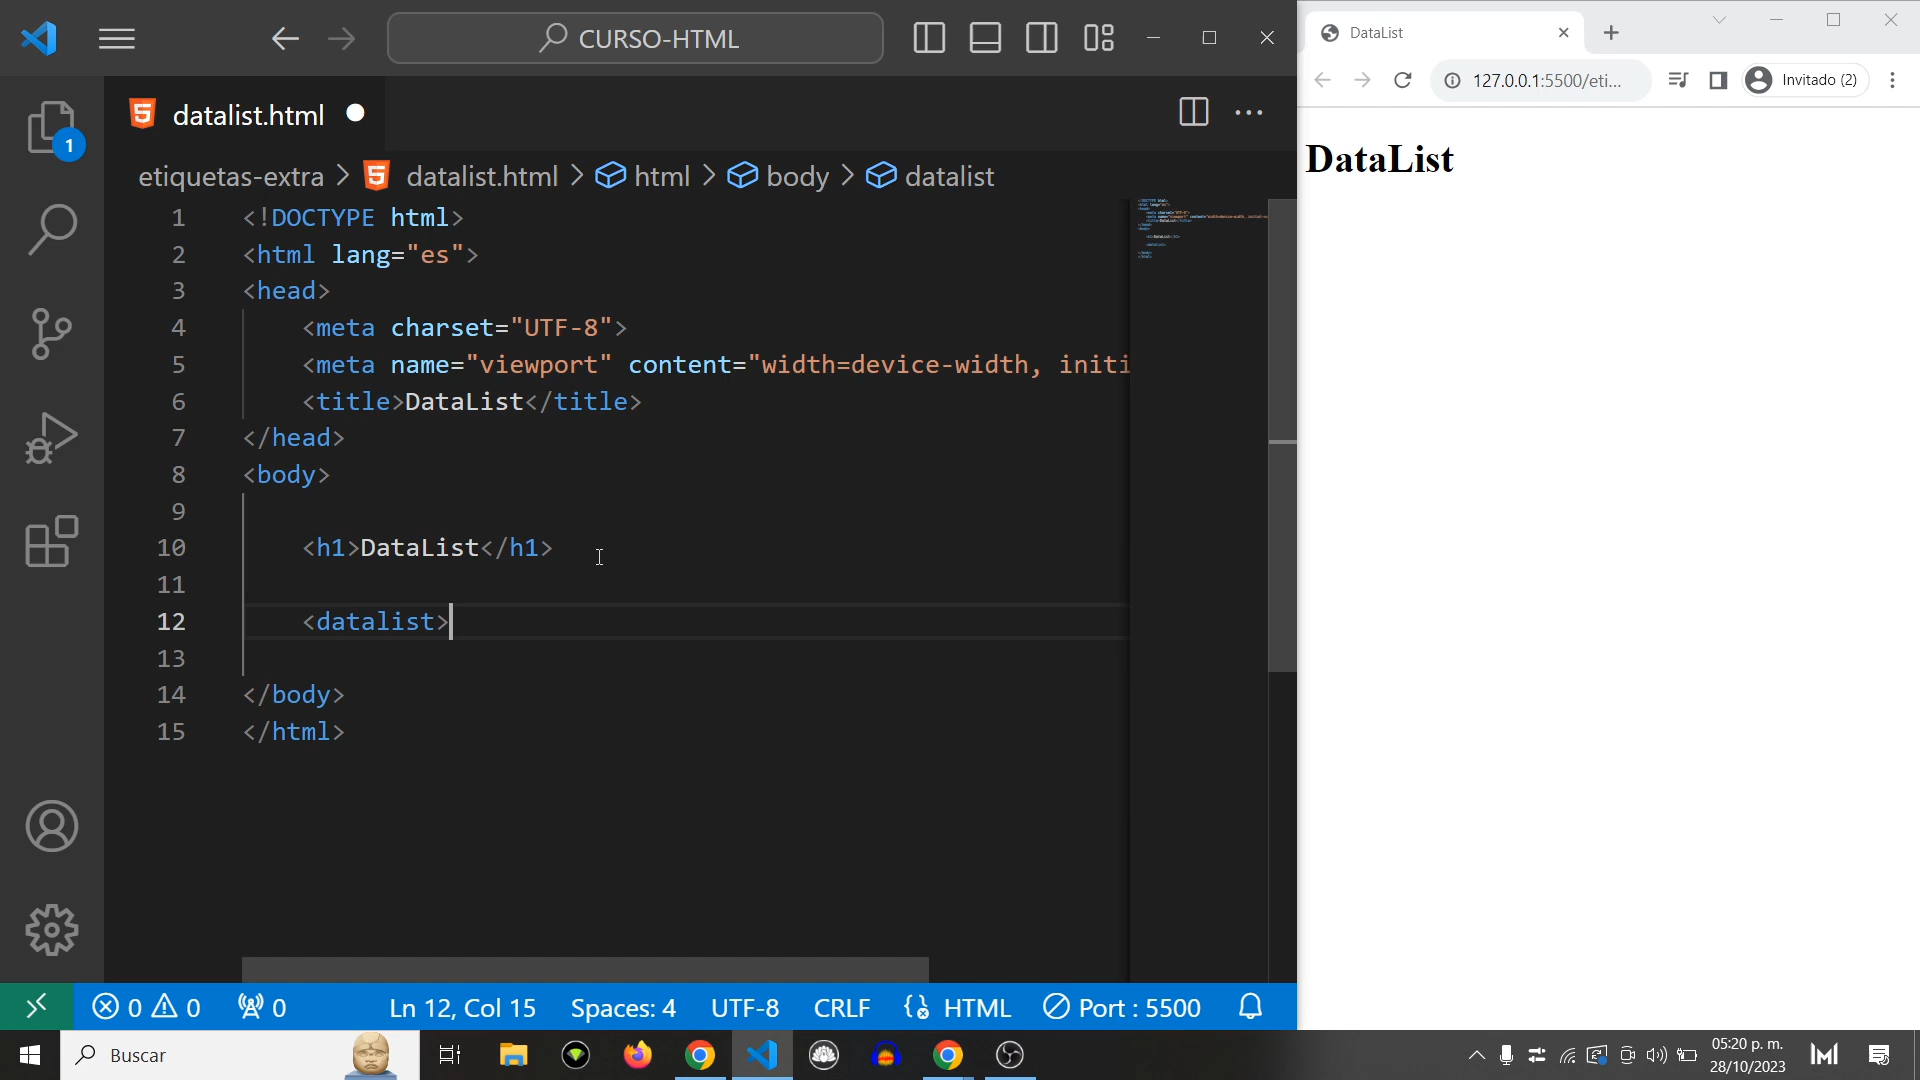 CURSO-HTML
datalist.html
etiquetas-extra > datalist.html > html > body > datalist
1 <!DOCTYPE html>
2 <html lang="es">
3 <head>
4 <meta charset="UTF-8">
5 <meta name="viewport" content="width=device-width, initi
6 <title>DataList</title>
7 </head>
8 <body>
9
10 <h1>DataList</h1>
11
12 <datalist>
13
14 </body>
15 </html>
1
0 0 0 Ln 12, Col 15 Spaces: 4 UTF-8 CRLF HTML Port : 5500
DataList
127.0.0.1:5500/eti... Invitado (2)
DataList
Buscar
05:20 p. m.
28/10/2023